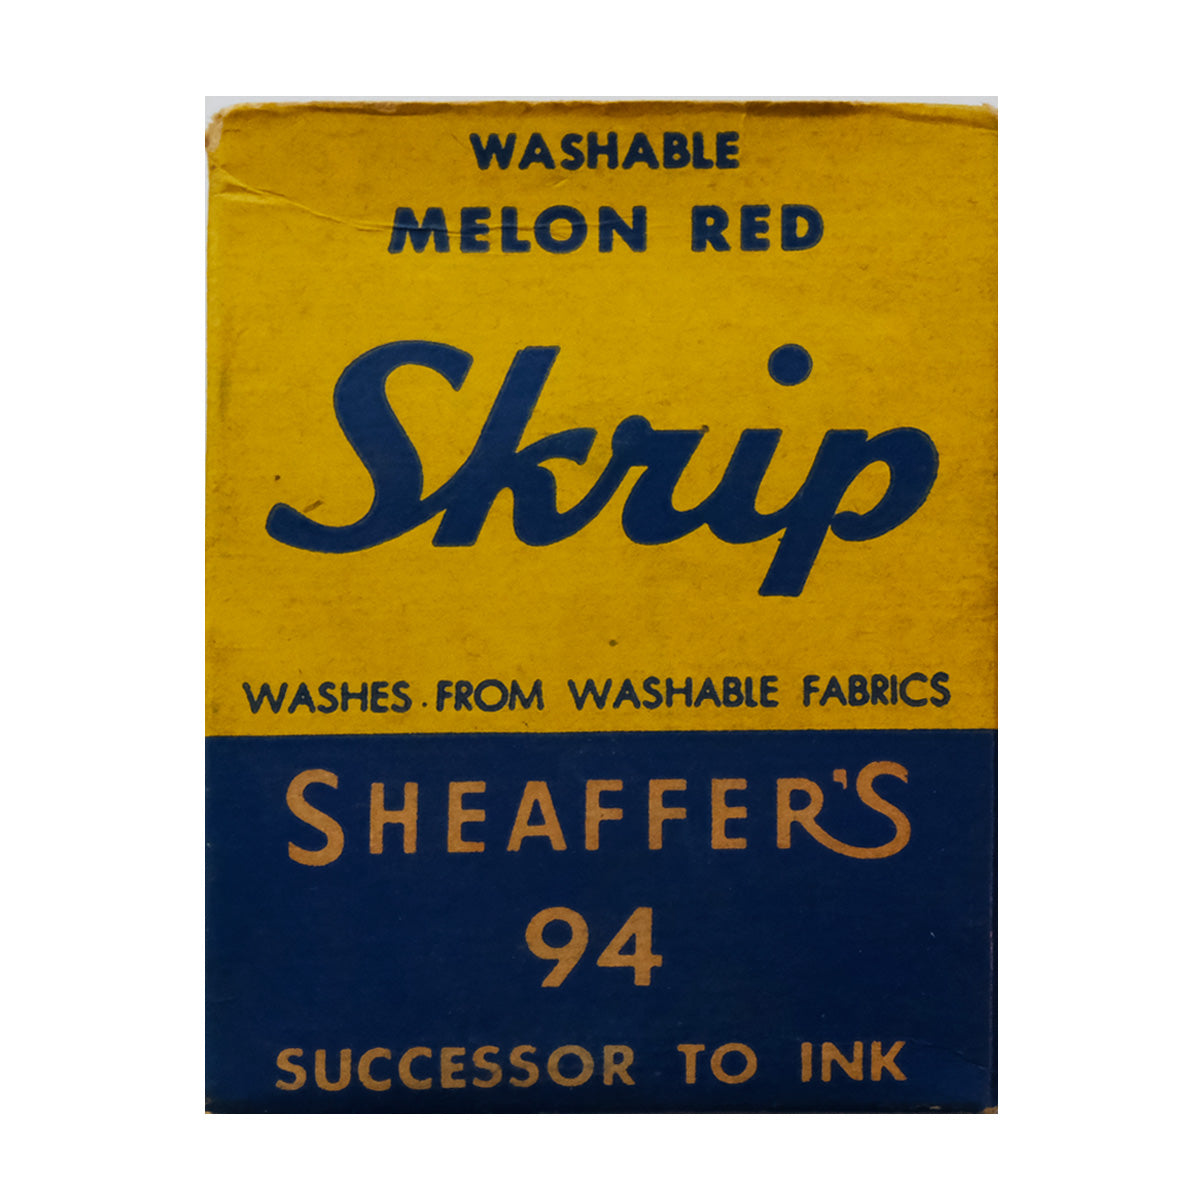 WASHABLE
MELON RED
Skrip
WASHES FROM WASHABLE FABRICS
SHEAFFER'S
94
SUCCESSOR TO INK